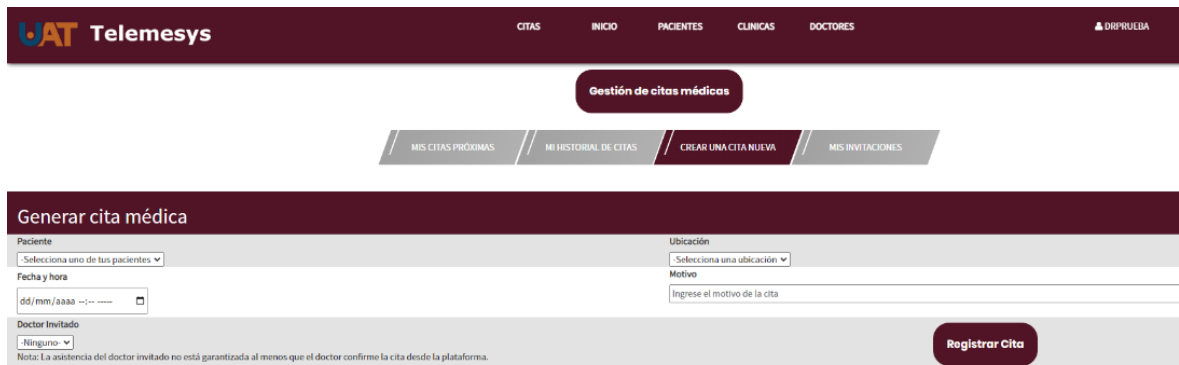 UAT Telemesys
CITAS INICIO PACIENTES CLINICAS DOCTORES DRPRUEBA
Gestión de citas médicas
MIS CITAS PRÓXIMAS MI HISTORIAL DE CITAS CREAR UNA CITA NUEVA MIS INVITACIONES
Generar cita médica
Paciente
-Selecciona uno de tus pacientes
Ubicación
-Selecciona una ubicación
Fecha y hora
dd/mm/aaaa --:-- -----
Motivo
Ingrese el motivo de la cita
Doctor Invitado
-Ninguno-
Nota: La asistencia del doctor invitado no está garantizada al menos que el doctor confirme la cita desde la plataforma.
Registrar Cita